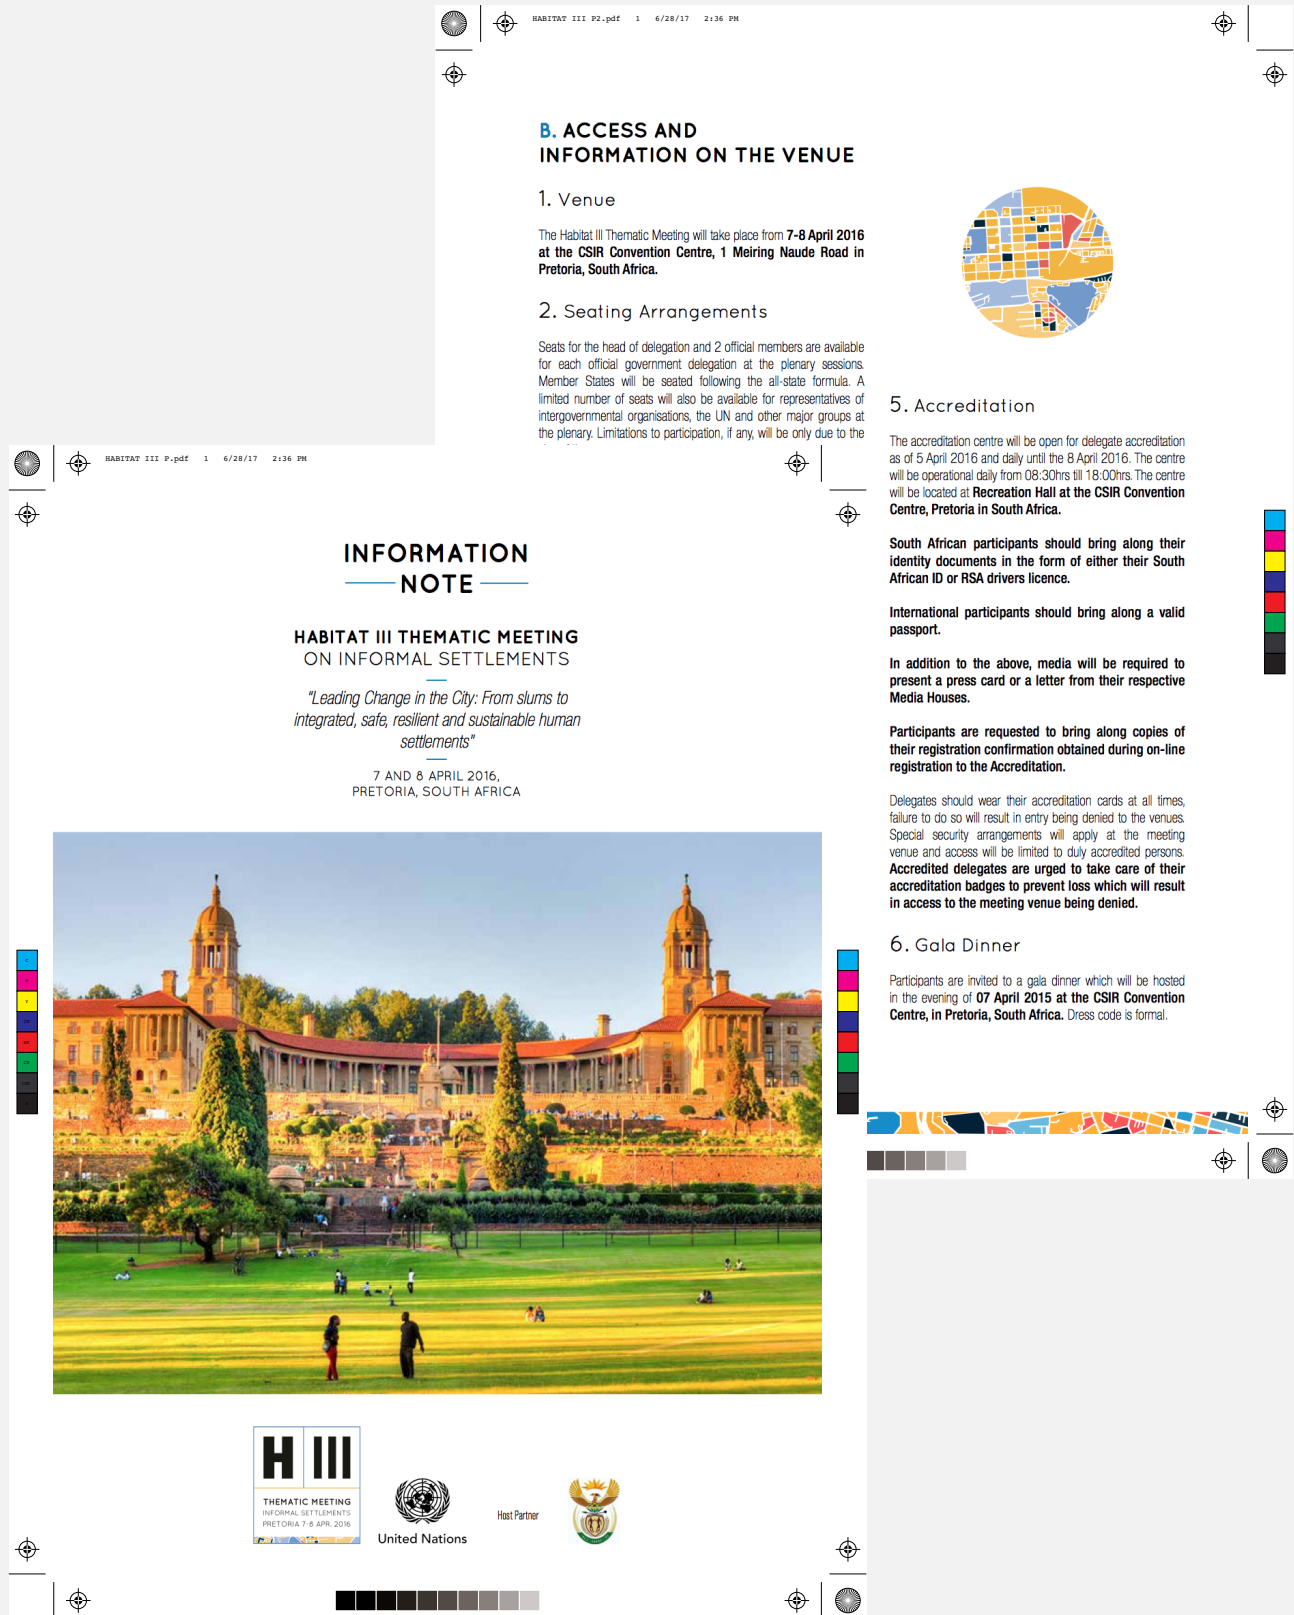 HABITAT III P2.pdf 1 6/28/17 2:36 PM
B. ACCESS AND
INFORMATION ON THE VENUE
1. Venue
The Habitat III Thematic Meeting will take place from 7-8 April 2016
at the CSIR Convention Centre, 1 Meiring Naude Road in
Pretoria, South Africa.
2. Seating Arrangements
Seats for the head of delegation and 2 official members are available
for each official government delegation at the plenary sessions.
Member States will be seated following the all-state formula. A
limited number of seats will also be available for representatives of
intergovernmental organisations, the UN and other major groups at
the plenary. Limitations to participation, if any, will be only due to the
5. Accreditation
The accreditation centre will be open for delegate accreditation
as of 5 April 2016 and daily until the 8 April 2016. The centre
will be operational daily from 08:30hrs till 18:00hrs. The centre
will be located at Recreation Hall at the CSIR Convention
Centre, Pretoria in South Africa.
South African participants should bring along their
identity documents in the form of either their South
African ID or RSA drivers licence.
International participants should bring along a valid
passport.
In addition to the above, media will be required to
present a press card or a letter from their respective
Media Houses.
Participants are requested to bring along copies of
their registration confirmation obtained during on-line
registration to the Accreditation.
Delegates should wear their accreditation cards at all times,
failure to do so will result in entry being denied to the venues.
Special security arrangements will apply at the meeting
venue and access will be limited to duly accredited persons.
Accredited delegates are urged to take care of their
accreditation badges to prevent loss which will result
in access to the meeting venue being denied.
6. Gala Dinner
Participants are invited to a gala dinner which will be hosted
in the evening of 07 April 2015 at the CSIR Convention
Centre, in Pretoria, South Africa. Dress code is formal.
HABITAT III P.pdf 1 6/28/17 2:36 PM
INFORMATION
NOTE
HABITAT III THEMATIC MEETING
ON INFORMAL SETTLEMENTS
"Leading Change in the City: From slums to
integrated, safe, resilient and sustainable human
settlements"
7 AND 8 APRIL 2016,
PRETORIA, SOUTH AFRICA
H III
THEMATIC MEETING
INFORMAL SETTLEMENTS
PRETORIA 7-8 APR. 2016
United Nations
Host Partner